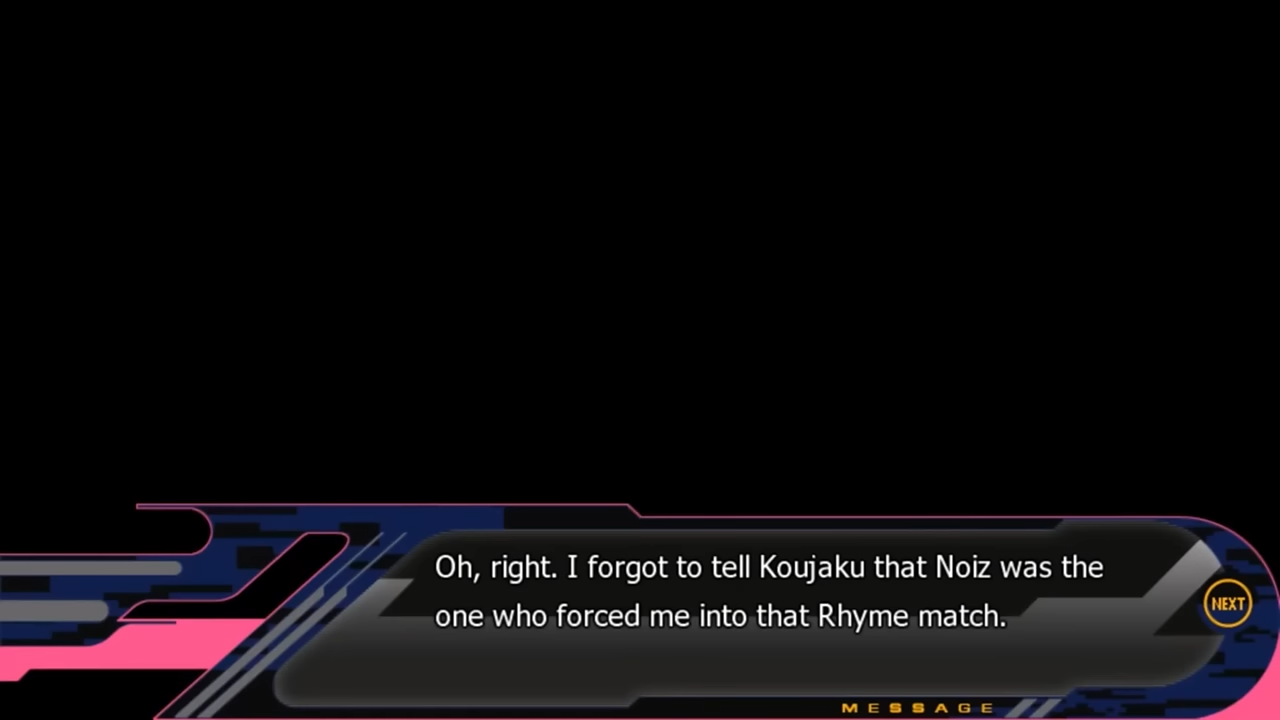 Oh, right. I forgot to tell Koujaku that Noiz was the
one who forced me into that Rhyme match.
NEXT
MESSAGE